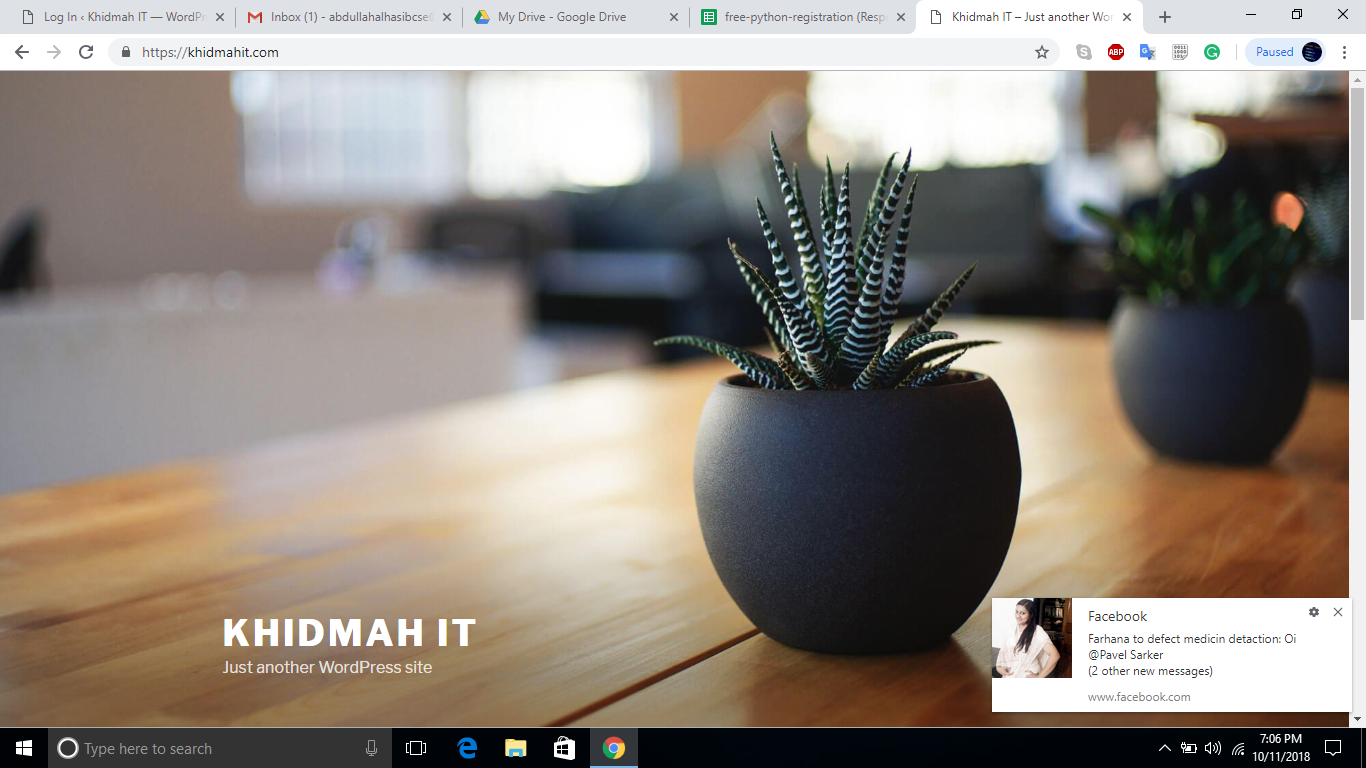 Log In ‹ Khidmah IT — WordPr
Inbox (1) - abdullahalhasibcse
My Drive - Google Drive
free-python-registration (Resp
Khidmah IT – Just another Wor
https://khidmahit.com
ABP
Paused
KHIDMAH IT
Just another WordPress site
Facebook
Farhana to defect medicin detaction: Oi
@Pavel Sarker
(2 other new messages)
www.facebook.com
Type here to search
7:06 PM
10/11/2018